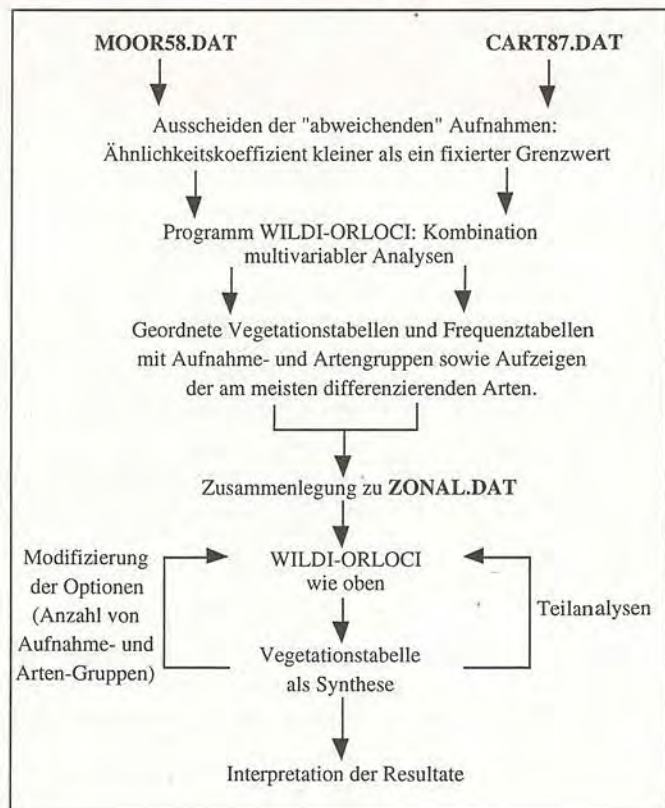 MOOR58.DAT
CART87.DAT
Ausscheiden der "abweichenden" Aufnahmen:
Ähnlichkeitskoeffizient kleiner als ein fixierter Grenzwert
Programm WILDI-ORLOCI: Kombination
multivariabler Analysen
Geordnete Vegetationstabellen und Frequenztabellen
mit Aufnahme- und Artengruppen sowie Aufzeigen
der am meisten differenzierenden Arten.
Zusammenlegung zu ZONAL.DAT
Modifizierung
der Optionen
(Anzahl von
Aufnahme- und
Arten-Gruppen)
WILDI-ORLOCI
wie oben
Teilanalysen
Vegetationstabelle
als Synthese
Interpretation der Resultate